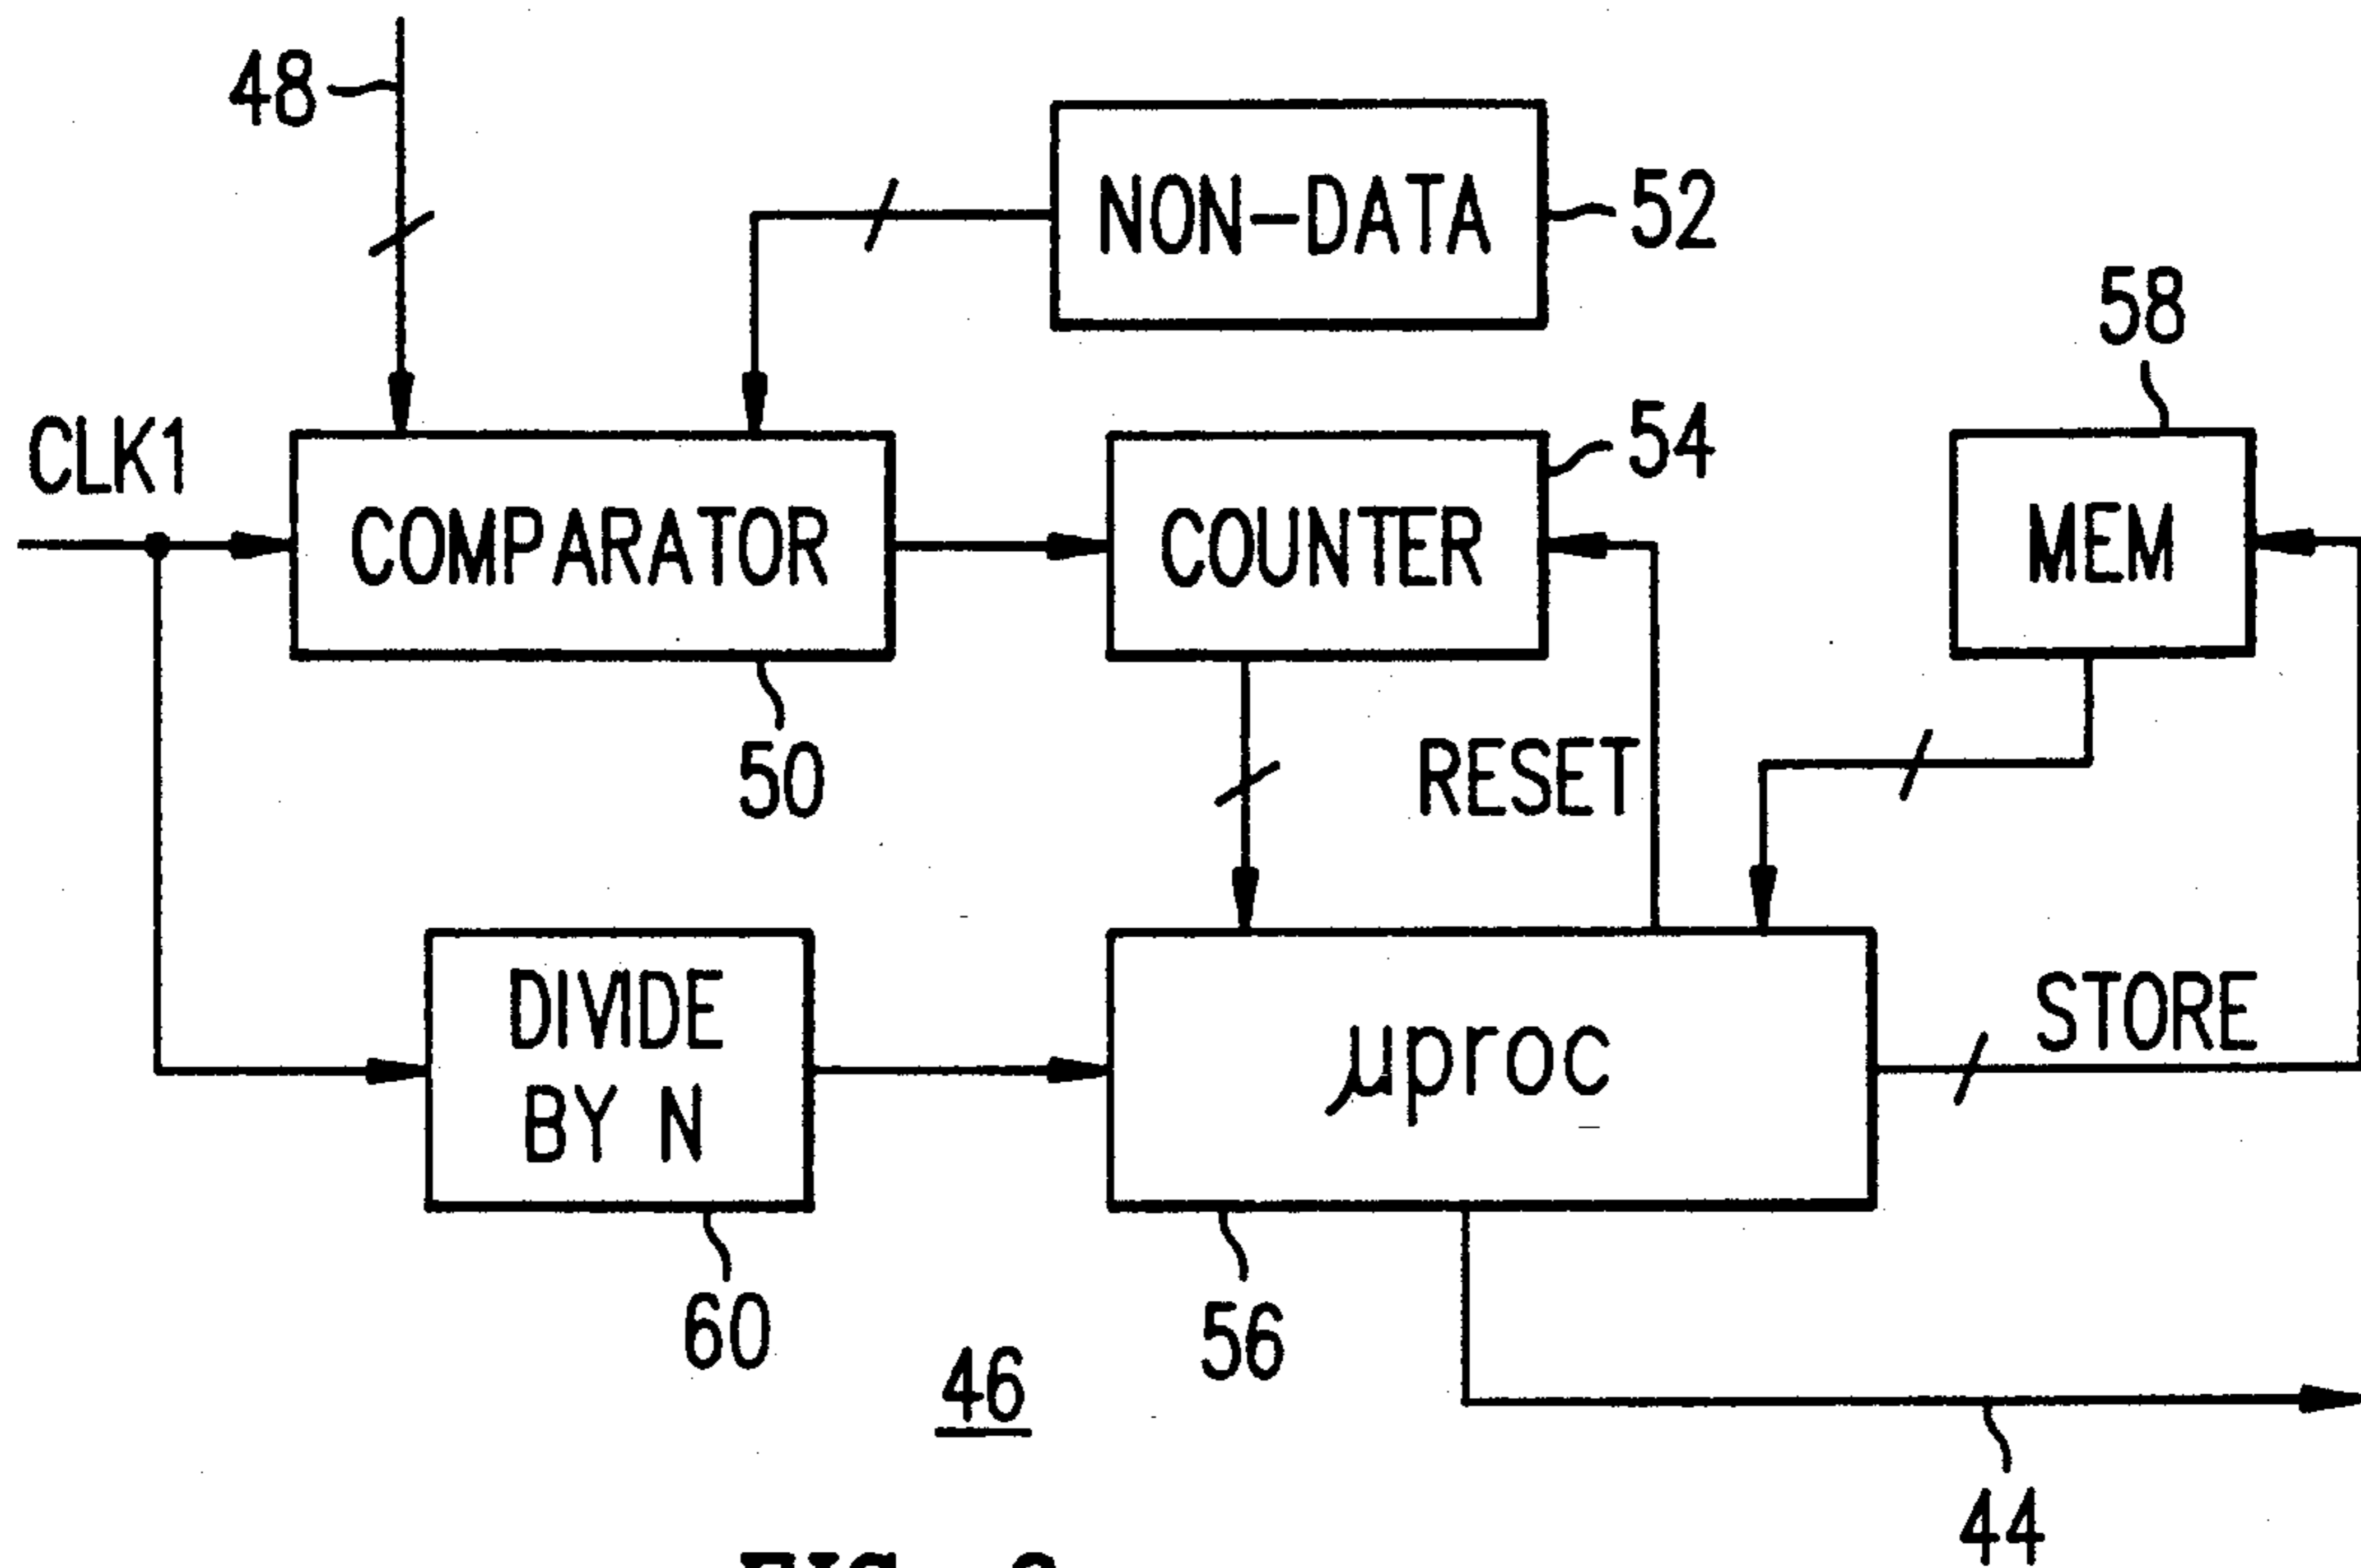 48
NON-DATA
52
58
CLK1
54
COMPARATOR
COUNTER
MEM
50
RESET
DIVIDE
BY N
μproc
STORE
60
46
56
44